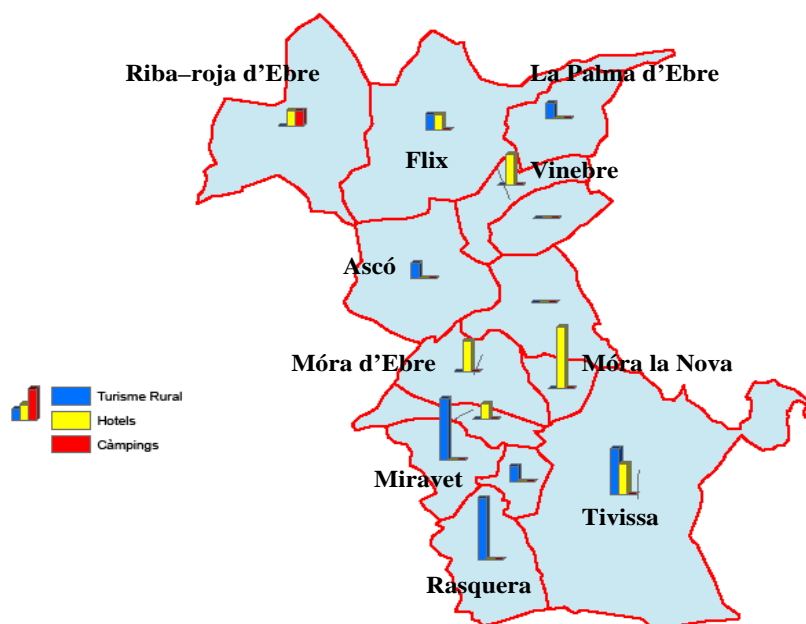 La Palma d'Ebre
Riba–roja d'Ebre
Flix
Vinebre
Ascó
Móra d'Ebre
Móra la Nova
Turisme Rural
Hotels
Càmpings
Miravet
Tivissa
Rasquera